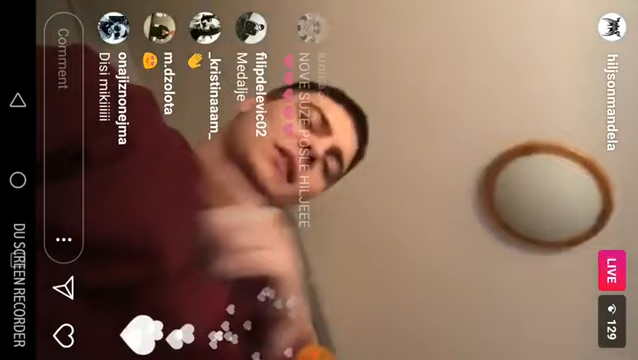 hiljsonmandela
LIVE
129
NOVE SUZE POSLE HILJEEE
filipdelevic02
Medalje
_kristinaaam_
m.dzolota
onajiznonejma
Disi mikiiiiii
Comment
DU SCREEN RECORDER